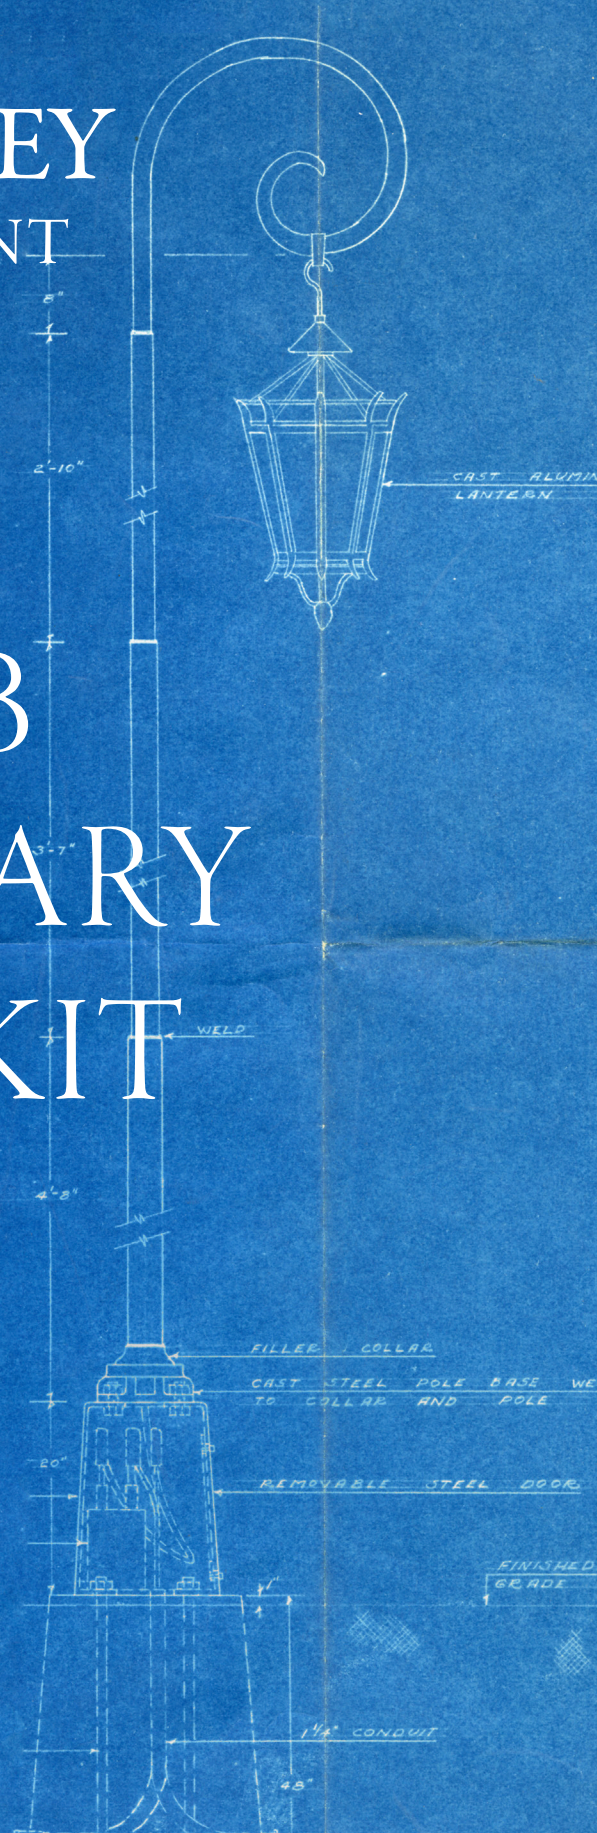 EY
NT
8"
2'-10"
CAST ALUMIN
LANTERN
B
ARY
3'-7"
KIT
WELD
4'-8"
FILLER COLLAR
CAST STEEL POLE BASE WE
TO COLLAR AND POLE
20"
REMOVABLE STEEL DOOR
FINISHED
GRADE
1"
1¼" CONDUIT
48"